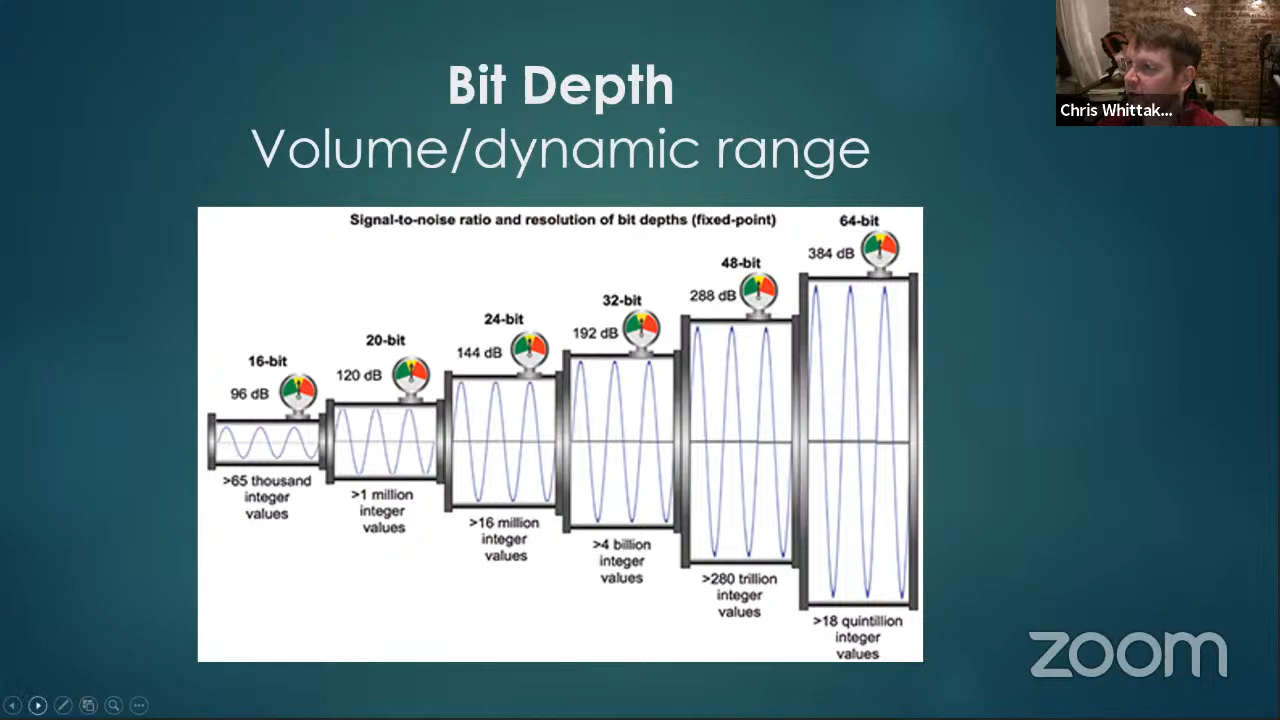 Bit Depth
Volume/dynamic range
Chris Whittak...
Signal-to-noise ratio and resolution of bit depths (fixed-point)
16-bit
96 dB
>65 thousand
integer
values
20-bit
120 dB
>1 million
integer
values
24-bit
144 dB
>16 million
integer
values
32-bit
192 dB
>4 billion
integer
values
48-bit
288 dB
>280 trillion
integer
values
64-bit
384 dB
>18 quintillion
integer
values
zoom